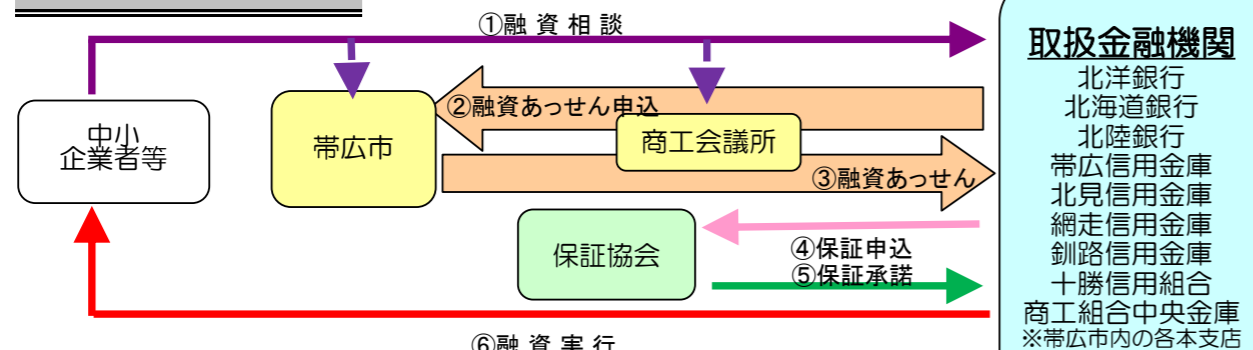 ①融資相談
中小
企業者等
帯広市
②融資あっせん申込
商工会議所
③融資あっせん
保証協会
④保証申込
⑤保証承諾
⑥融資実行
取扱金融機関
北洋銀行
北海道銀行
北陸銀行
帯広信用金庫
北見信用金庫
網走信用金庫
釧路信用金庫
十勝信用組合
商工組合中央金庫
※帯広市内の各本支店